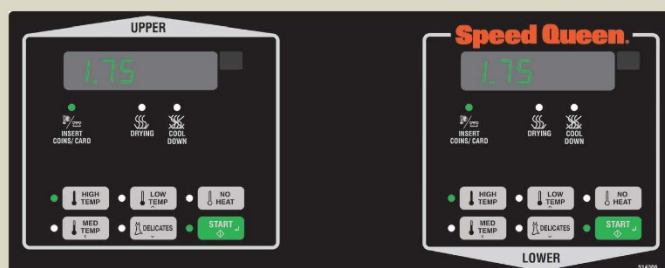 UPPER
1.75
INSERT
COINS/ CARD
DRYING
COOL
DOWN
HIGH
TEMP
LOW
TEMP
NO
HEAT
MED
TEMP
DELICATES
START
Speed Queen.
1.75
INSERT
COINS/ CARD
DRYING
COOL
DOWN
HIGH
TEMP
LOW
TEMP
NO
HEAT
MED
TEMP
DELICATES
START
LOWER